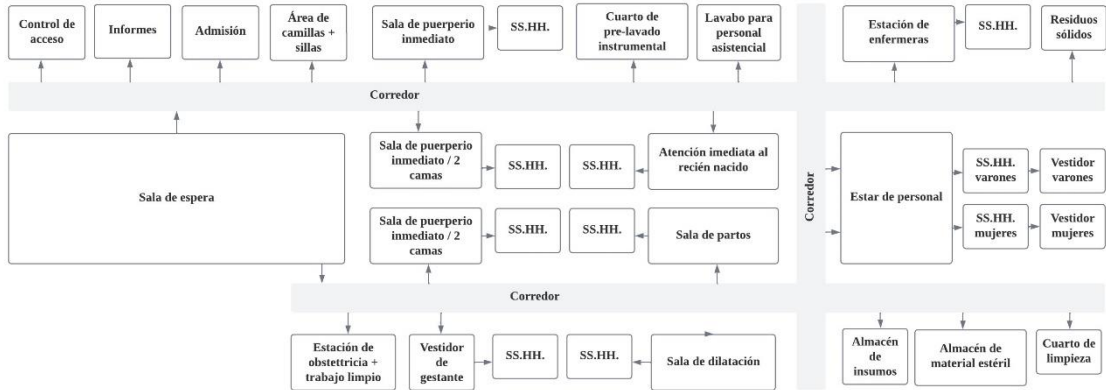 Control de
acceso
Informes
Admisión
Área de
camillas +
sillas
Sala de puerperio
inmediato
SS.HH.
Cuarto de
pre-lavado
instrumental
Lavabo para
personal
asistencial
Estación de
enfermeras
SS.HH.
Residuos
sólidos
Corredor
Sala de espera
Sala de puerperio
inmediato / 2
camas
SS.HH.
SS.HH.
Atención imediata al
recién nacido
Sala de puerperio
inmediato / 2
camas
SS.HH.
SS.HH.
Sala de partos
Corredor
Estar de personal
SS.HH.
varones
Vestidor
varones
SS.HH.
mujeres
Vestidor
mujeres
Corredor
Estación de
obstettricia +
trabajo limpio
Vestidor
de
gestante
SS.HH.
SS.HH.
Sala de dilatación
Almacén
de
insumos
Almacén de
material estéril
Cuarto de
limpieza